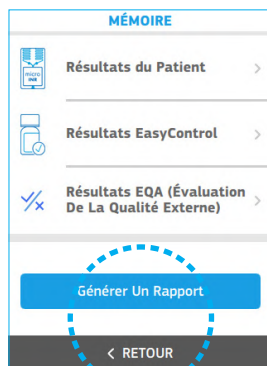 MÉMOIRE
micro
INR
Résultats du Patient
Résultats EasyControl
Résultats EQA (Évaluation
De La Qualité Externe)
Générer Un Rapport
< RETOUR